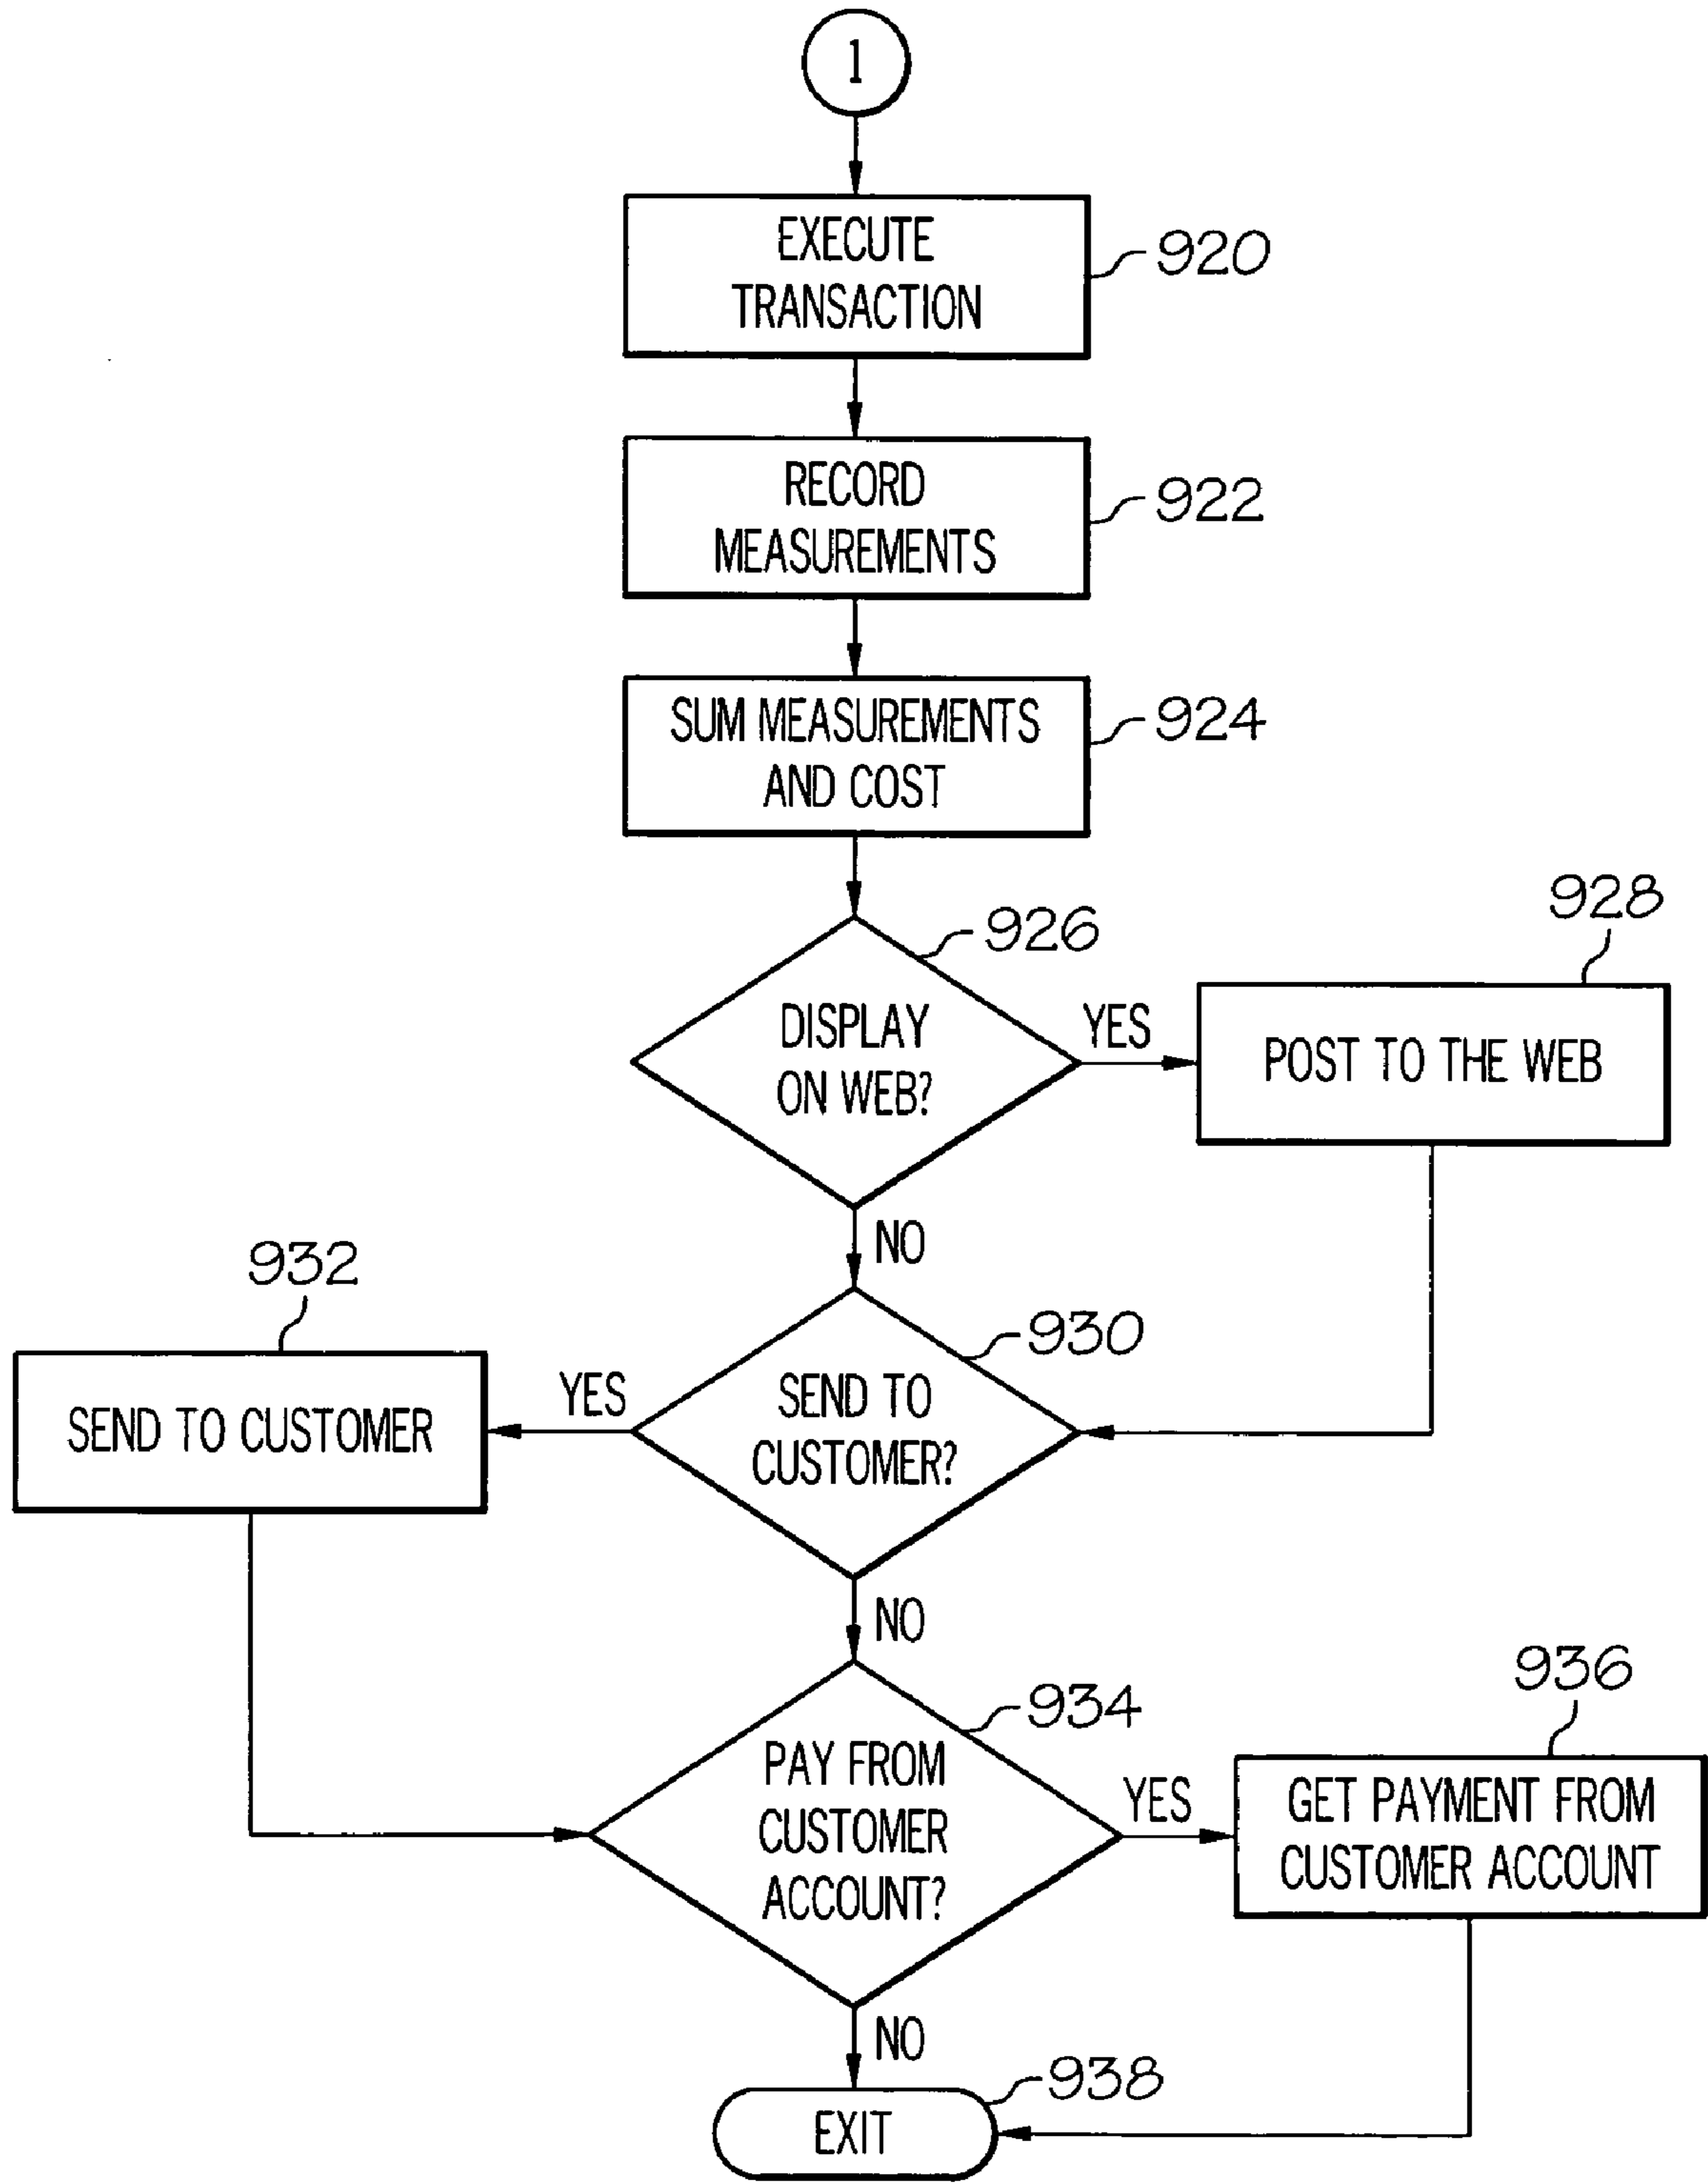 1
EXECUTE
TRANSACTION
920
RECORD
MEASUREMENTS
922
SUM MEASUREMENTS
AND COST
924
926
DISPLAY
ON WEB?
YES
928
POST TO THE WEB
NO
930
SEND TO
CUSTOMER?
YES
932
SEND TO CUSTOMER
NO
934
PAY FROM
CUSTOMER
ACCOUNT?
YES
936
GET PAYMENT FROM
CUSTOMER ACCOUNT
NO
938
EXIT